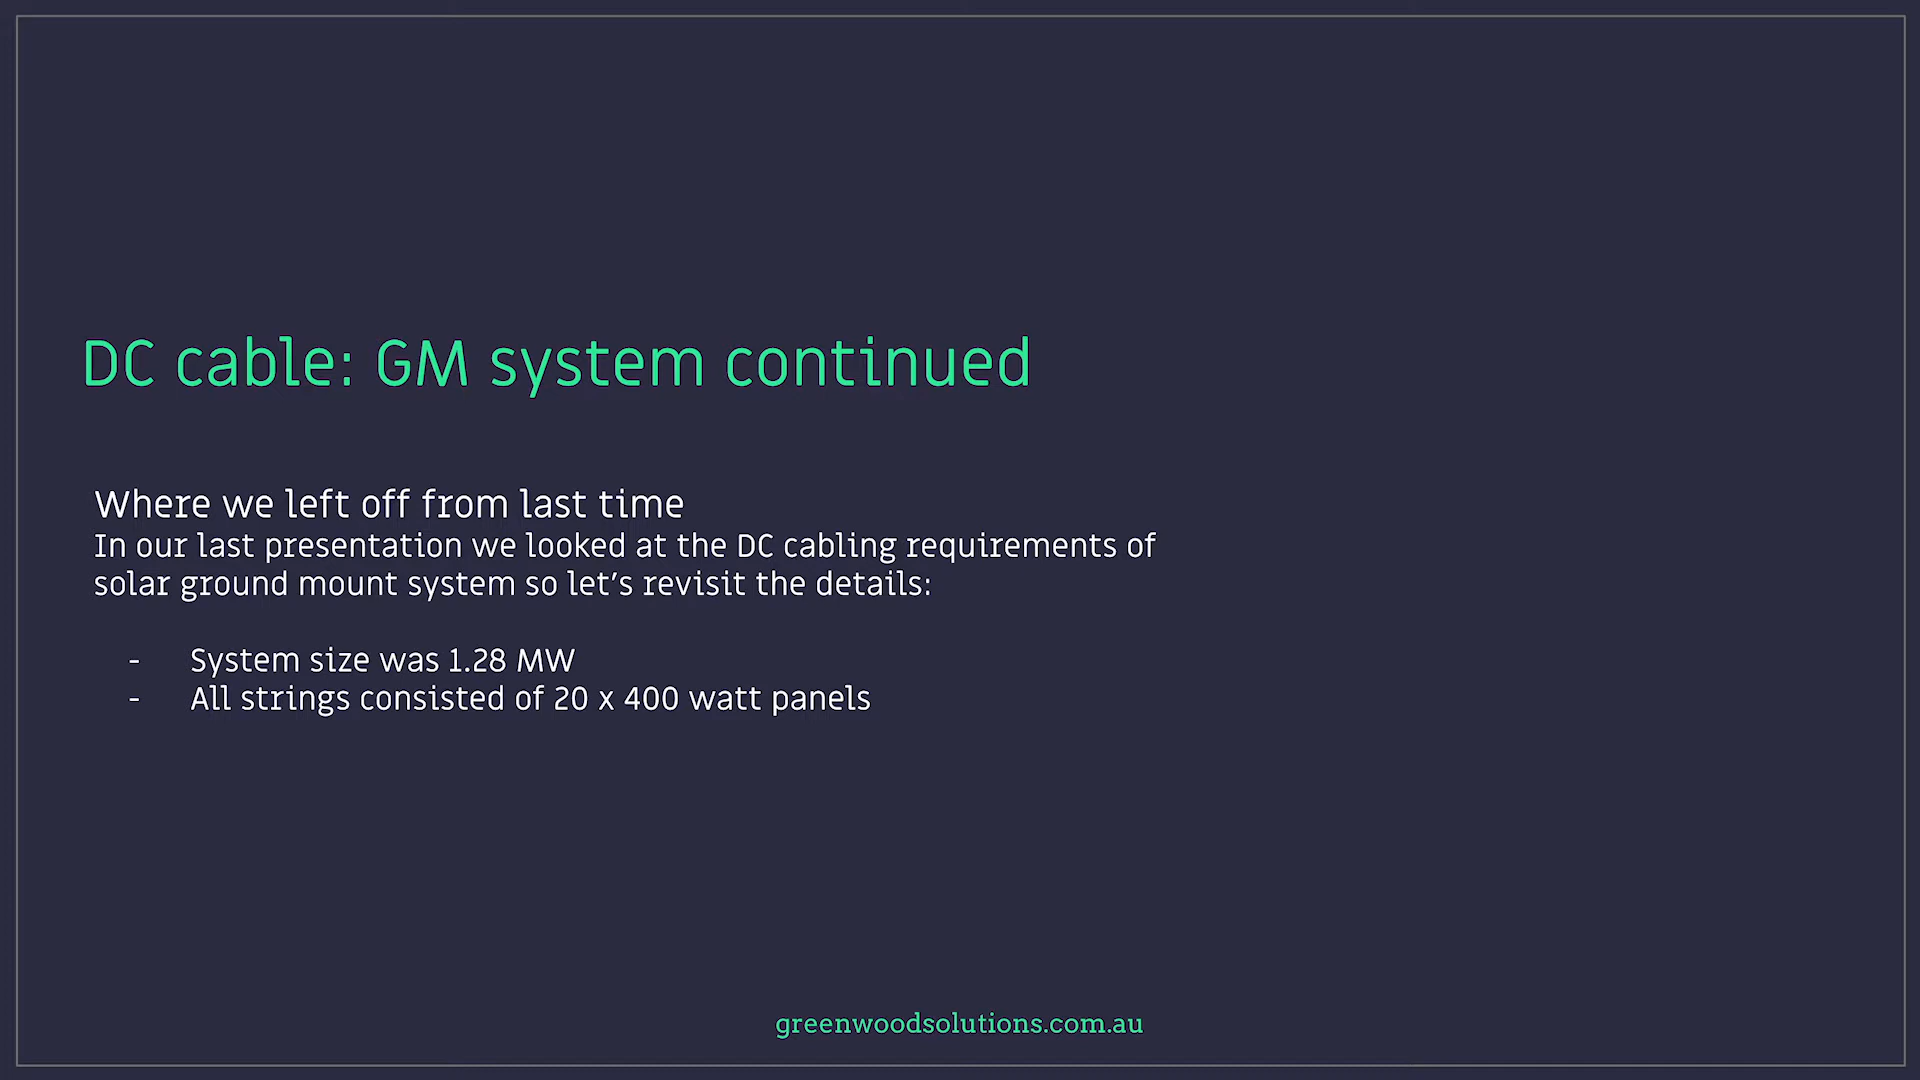 DC cable: GM system continued
Where we left off from last time
In our last presentation we looked at the DC cabling requirements of
solar ground mount system so let's revisit the details:
- System size was 1.28 MW
- All strings consisted of 20 x 400 watt panels
greenwoodsolutions.com.au